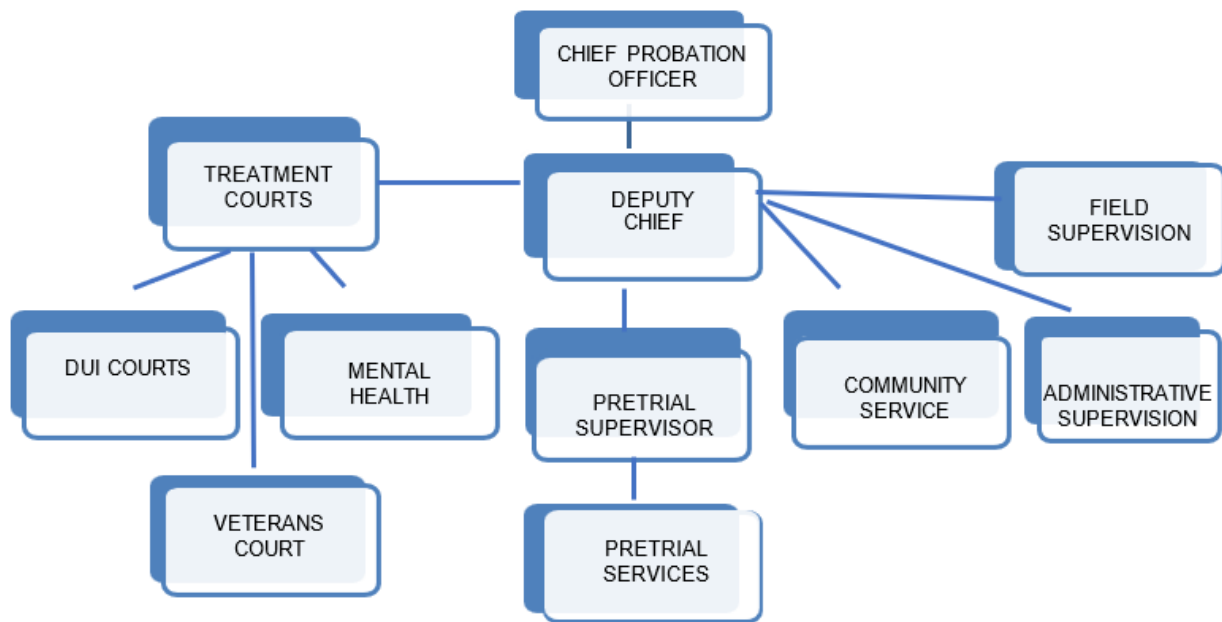 CHIEF PROBATION
OFFICER
TREATMENT
COURTS
DEPUTY
CHIEF
FIELD
SUPERVISION
DUI COURTS
MENTAL
HEALTH
PRETRIAL
SUPERVISOR
COMMUNITY
SERVICE
ADMINISTRATIVE
SUPERVISION
VETERANS
COURT
PRETRIAL
SERVICES